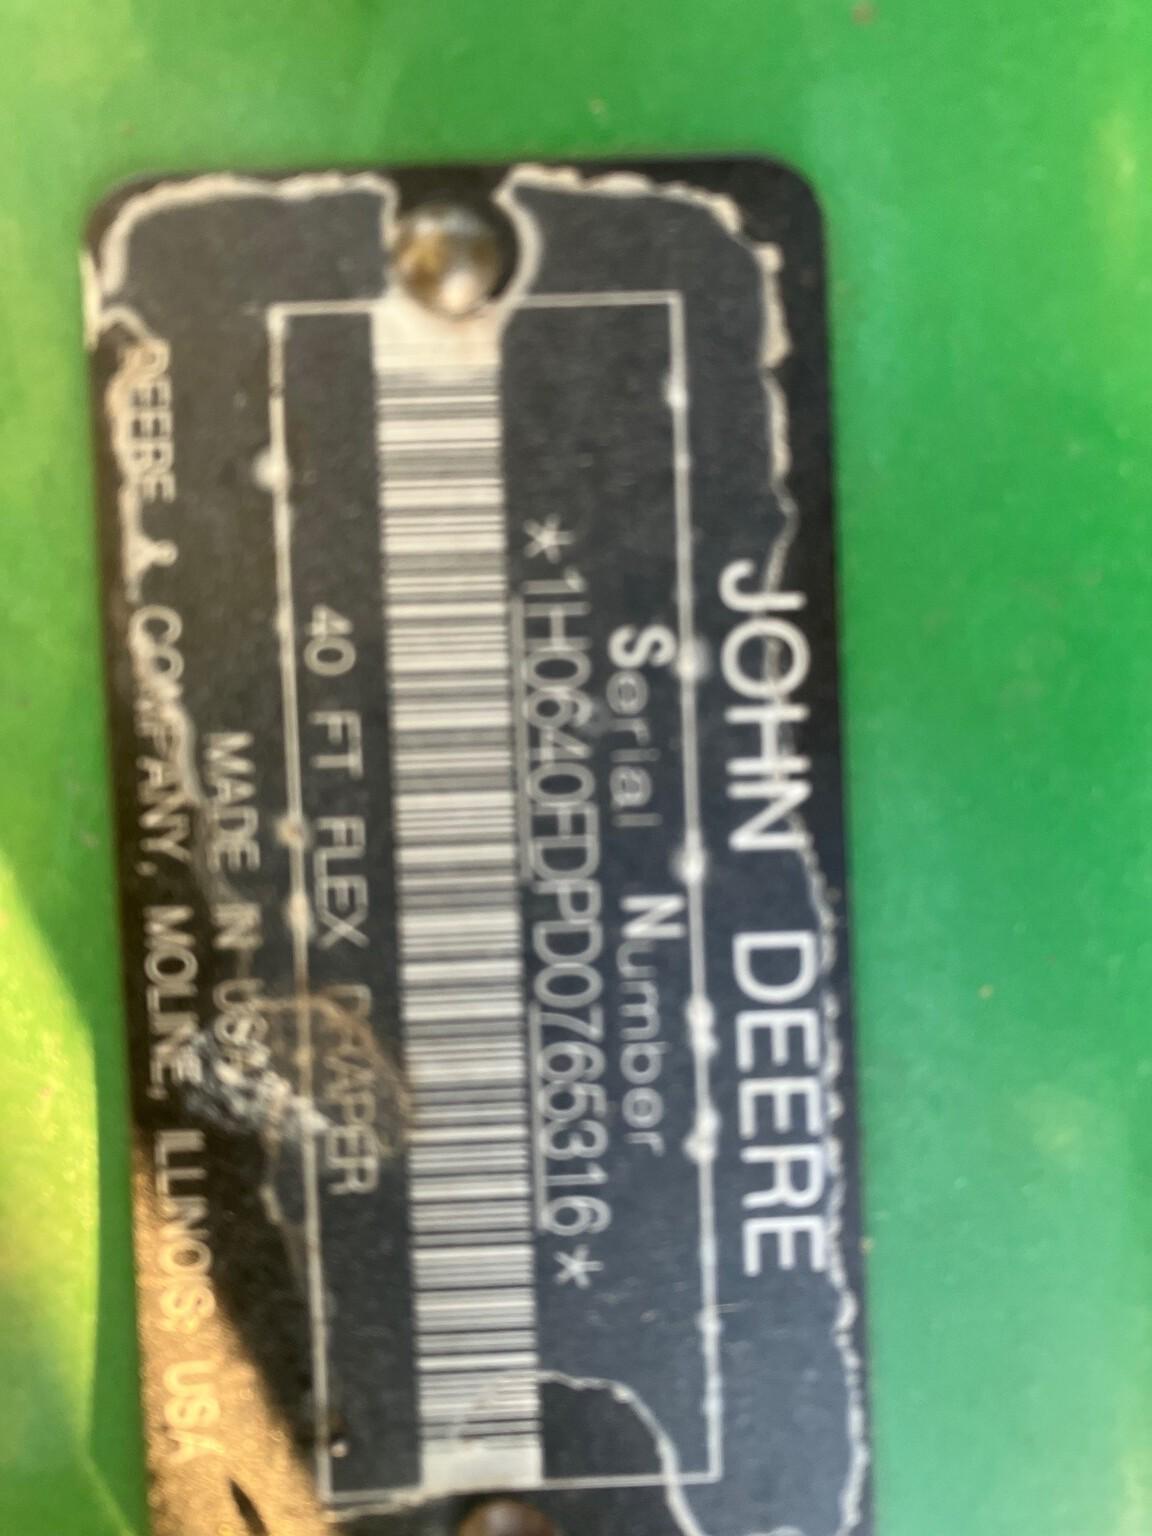 JOHN DEERE
Serial Number
*1H0640FDPD0765316*
40 FT FLEX DRAPER
MADE IN USA
DEERE & COMPANY, MOLINE, ILLINOIS USA